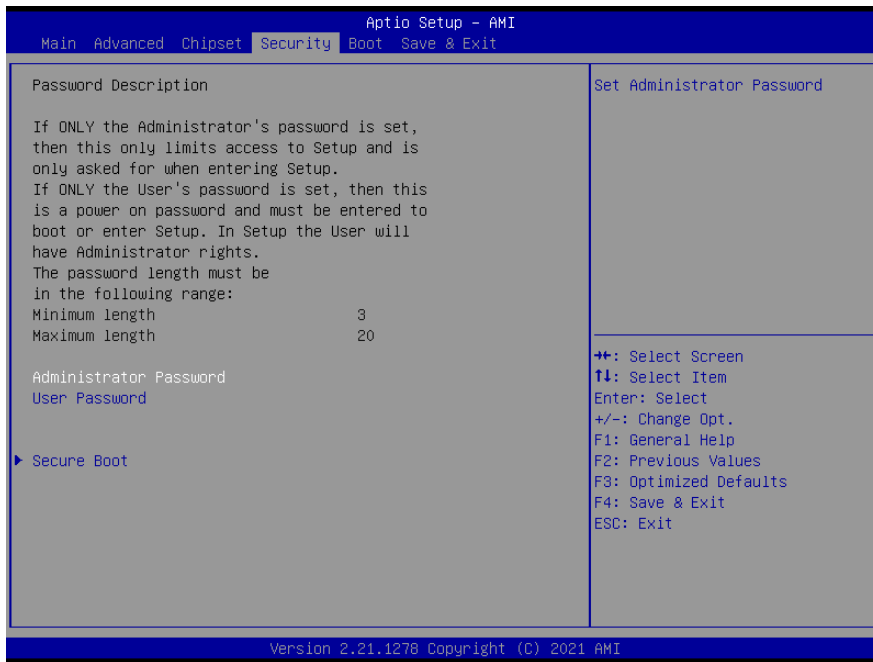 Aptio Setup – AMI
Main Advanced Chipset Security Boot Save & Exit
Password Description
If ONLY the Administrator's password is set,
then this only limits access to Setup and is
only asked for when entering Setup.
If ONLY the User's password is set, then this
is a power on password and must be entered to
boot or enter Setup. In Setup the User will
have Administrator rights.
The password length must be
in the following range:
Minimum length 3
Maximum length 20
Administrator Password
User Password
Secure Boot
Set Administrator Password
→←: Select Screen
↑↓: Select Item
Enter: Select
+/-: Change Opt.
F1: General Help
F2: Previous Values
F3: Optimized Defaults
F4: Save & Exit
ESC: Exit
Version 2.21.1278 Copyright (C) 2021 AMI